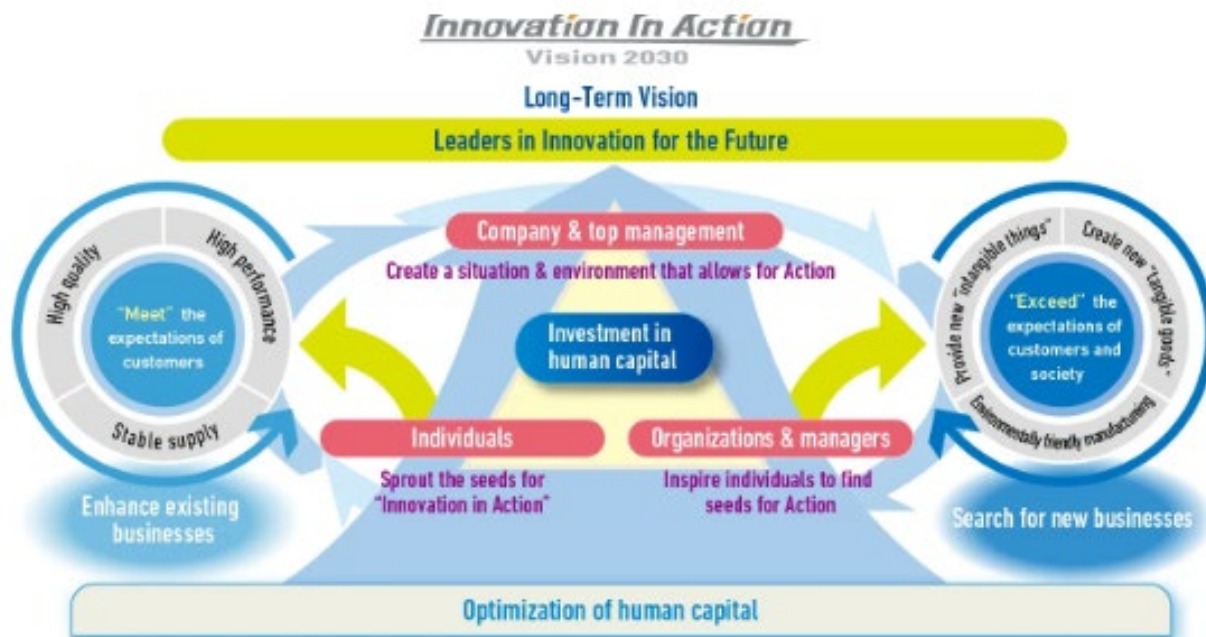 Innovation In Action
Vision 2030
Long-Term Vision
Leaders in Innovation for the Future
High quality
High performance
Stable supply
"Meet" the
expectations of
customers
Enhance existing
businesses
Company & top management
Create a situation & environment that allows for Action
Investment in
human capital
Individuals
Sprout the seeds for
"Innovation in Action"
Organizations & managers
Inspire individuals to find
seeds for Action
Provide new "intangible things"
Create new "tangible goods"
Environmentally friendly manufacturing
"Exceed" the
expectations of
customers and
society
Search for new businesses
Optimization of human capital